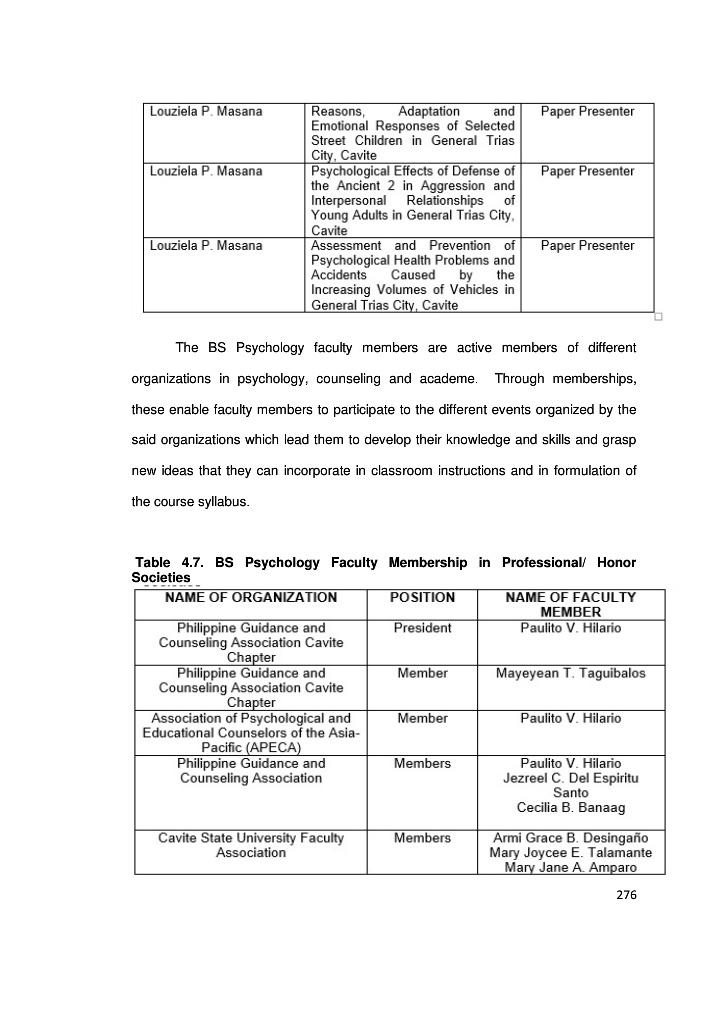 Louziela P. Masana
Reasons, Adaptation and
Emotional Responses of Selected
Street Children in General Trias
City, Cavite
Paper Presenter
Louziela P. Masana
Psychological Effects of Defense of
the Ancient 2 in Aggression and
Interpersonal Relationships of
Young Adults in General Trias City,
Cavite
Paper Presenter
Louziela P. Masana
Assessment and Prevention of
Psychological Health Problems and
Accidents Caused by the
Increasing Volumes of Vehicles in
General Trias City, Cavite
Paper Presenter
The BS Psychology faculty members are active members of different
organizations in psychology, counseling and academe. Through memberships,
these enable faculty members to participate to the different events organized by the
said organizations which lead them to develop their knowledge and skills and grasp
new ideas that they can incorporate in classroom instructions and in formulation of
the course syllabus.
Table 4.7. BS Psychology Faculty Membership in Professional/ Honor
Societies
NAME OF ORGANIZATION
POSITION
NAME OF FACULTY
MEMBER
Philippine Guidance and
Counseling Association Cavite
Chapter
President
Paulito V. Hilario
Philippine Guidance and
Counseling Association Cavite
Chapter
Member
Mayeyean T. Taguibalos
Association of Psychological and
Educational Counselors of the Asia-
Pacific (APECA)
Member
Paulito V. Hilario
Philippine Guidance and
Counseling Association
Members
Paulito V. Hilario
Jezreel C. Del Espiritu
Santo
Cecilia B. Banaag
Cavite State University Faculty
Association
Members
Armi Grace B. Desingaño
Mary Joycee E. Talamante
Mary Jane A. Amparo
276